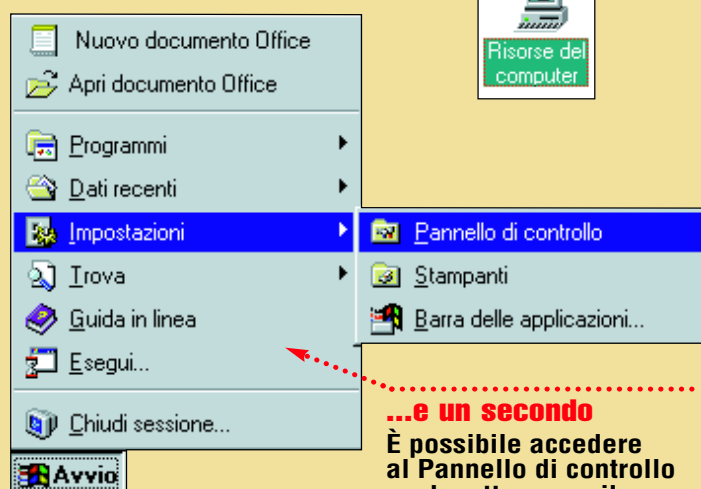 Risorse del
computer
Nuovo documento Office
Apri documento Office
Programmi
Dati recenti
Impostazioni
Trova
Guida in linea
Esegui...
Chiudi sessione...
Avvio
Pannello di controllo
Stampanti
Barra delle applicazioni...
...e un secondo
È possibile accedere
al Pannello di controllo